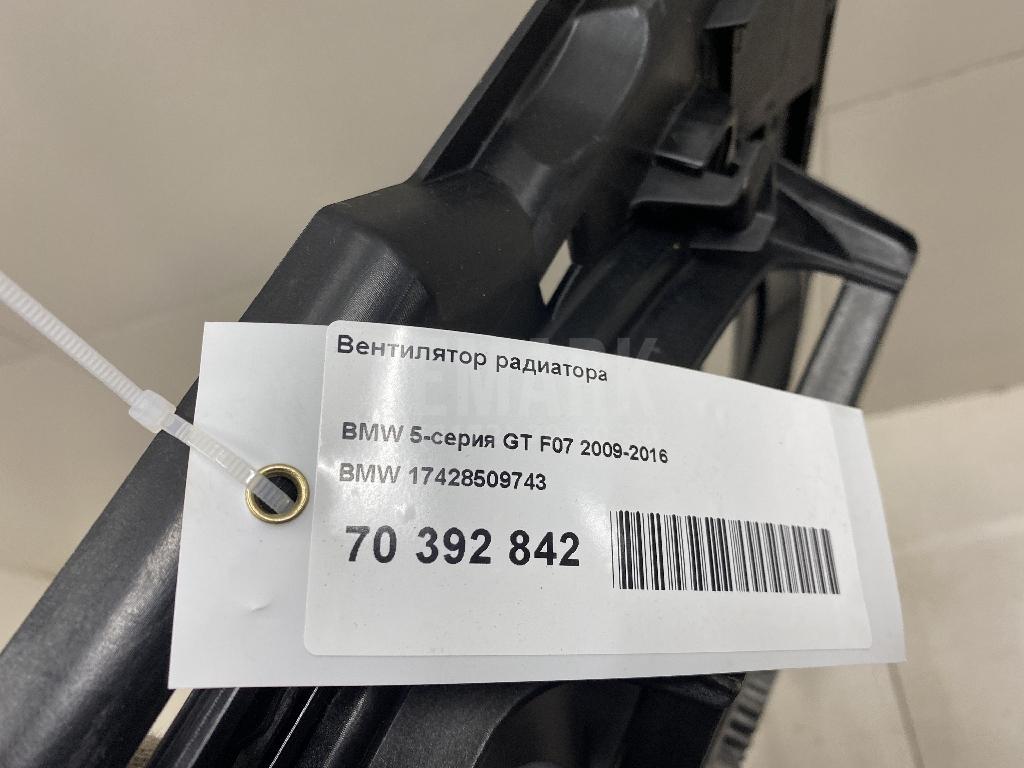 Вентилятор радиатора
BMW 5-серия GT F07 2009-2016
BMW 17428509743
70 392 842